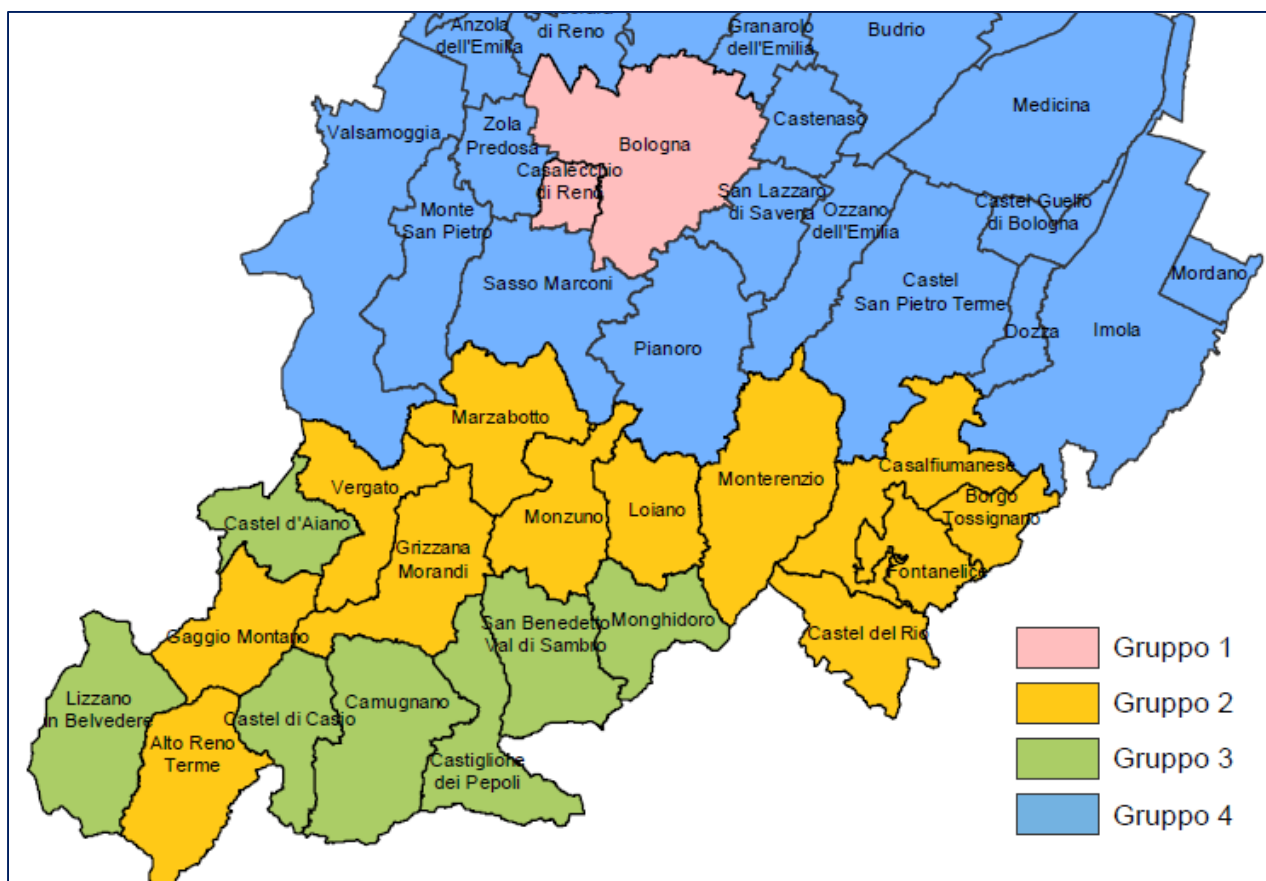 Anzola
dell'Emilia
di Reno
Granarolo
dell'Emilia
Budrio
Valsamoggia
Zola
Predosa
Bologna
Castenaso
Medicina
Casalecchio
di Reno
Monte
San Pietro
San Lazzaro
di Savena
Ozzano
dell'Emilia
Castel Guelfo
di Bologna
Mordano
Sasso Marconi
Castel
San Pietro Terme
Dozza
Imola
Pianoro
Marzabotto
Vergato
Monterenzio
Casalfiumanese
Borgo
Tossignano
Castel d'Aiano
Monzuno
Loiano
Grizzana
Morandi
Fontanelice
Gaggio Montano
San Benedetto
Val di Sambro
Monghidoro
Castel del Rio
Lizzano
in Belvedere
Alto Reno
Terme
Castel di Casio
Camugnano
Castiglione
dei Pepoli
Gruppo 1
Gruppo 2
Gruppo 3
Gruppo 4